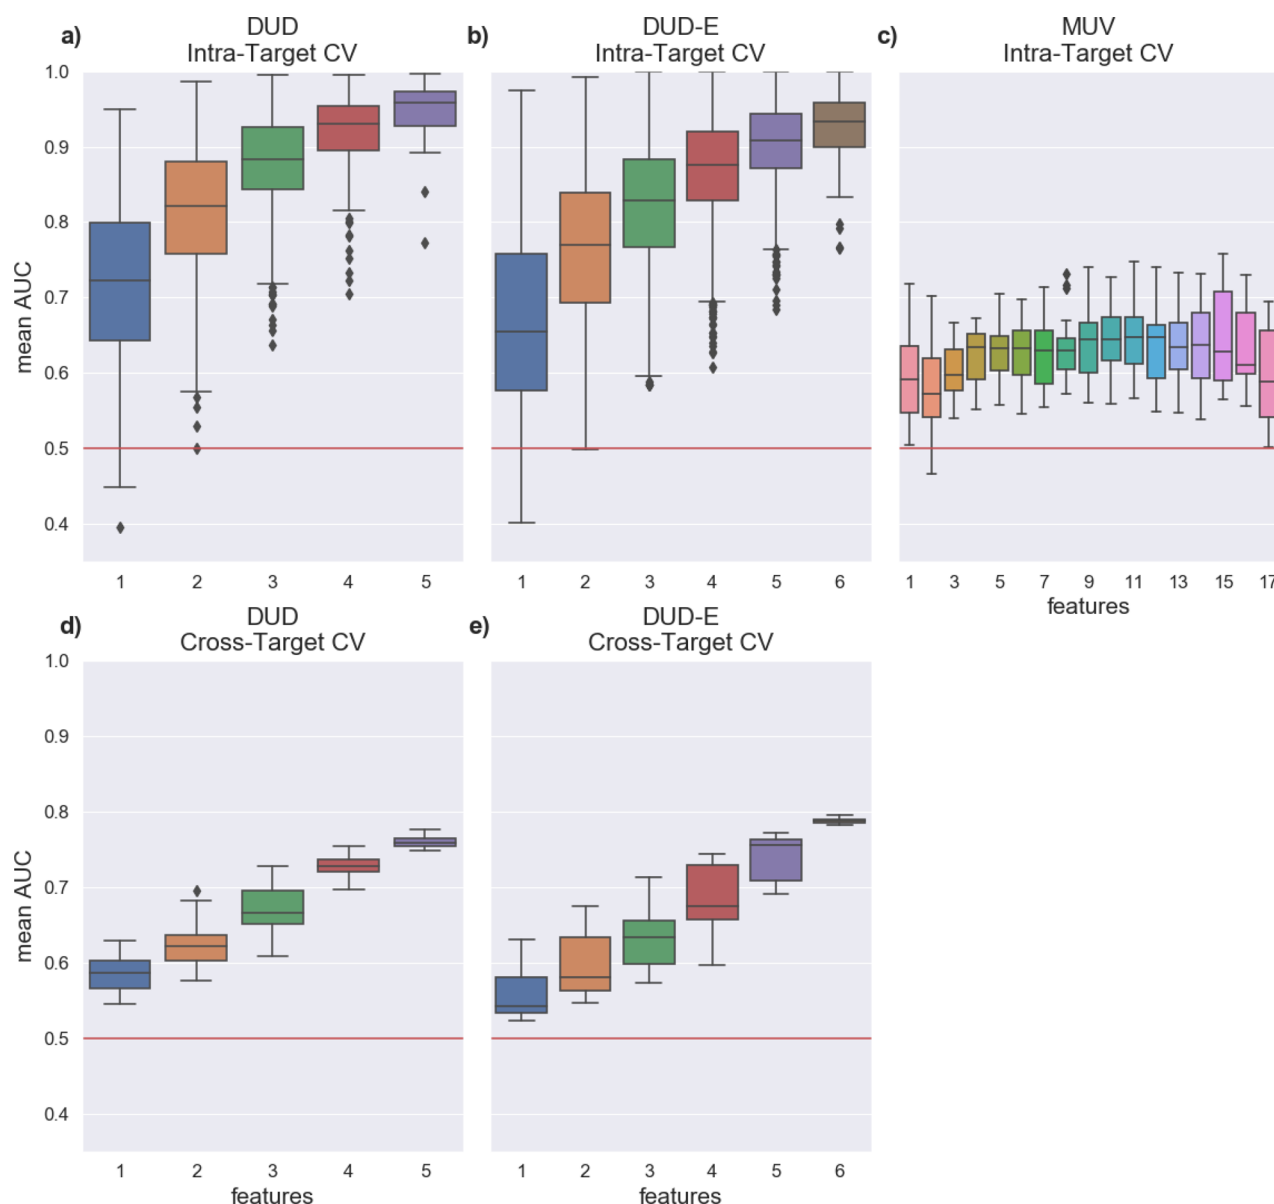 a)
DUD
Intra-Target CV
b)
DUD-E
Intra-Target CV
c)
MUV
Intra-Target CV
mean AUC
1.0
0.9
0.8
0.7
0.6
0.5
0.4
1 2 3 4 5
1 2 3 4 5 6
1 3 5 7 9 11 13 15 17
features
d)
DUD
Cross-Target CV
e)
DUD-E
Cross-Target CV
mean AUC
1.0
0.9
0.8
0.7
0.6
0.5
0.4
1 2 3 4 5
features
1 2 3 4 5 6
features